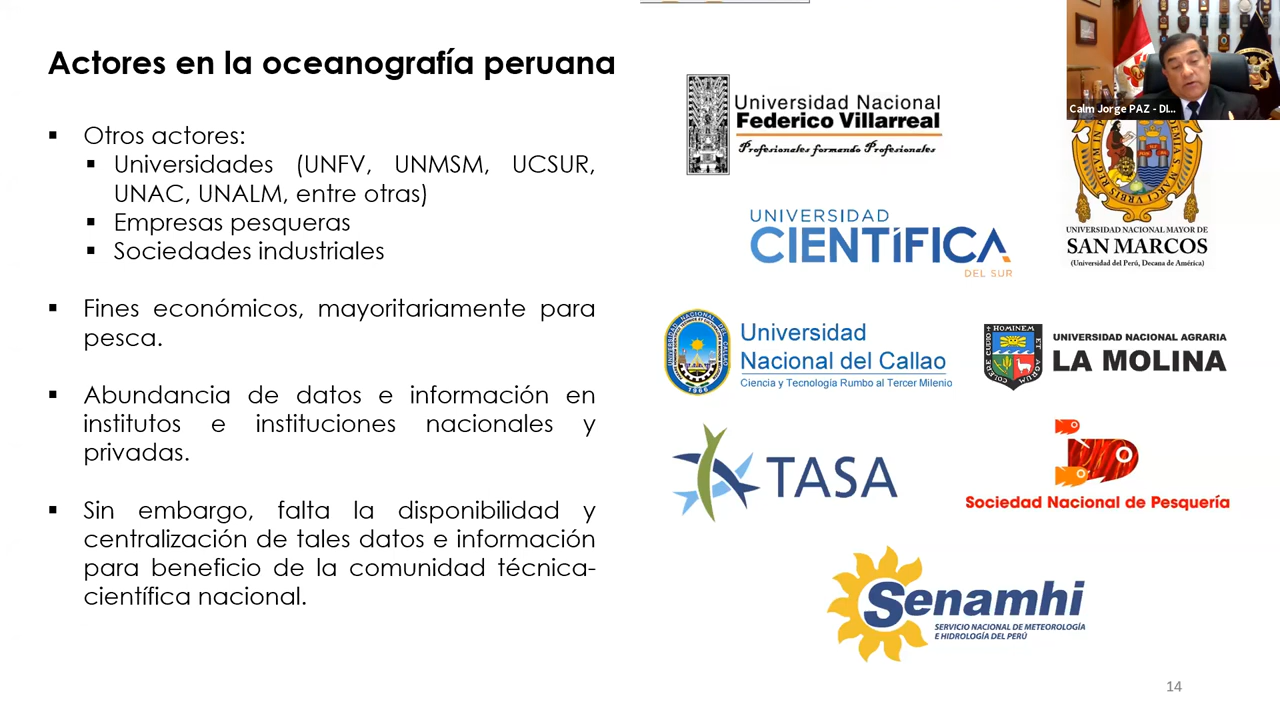 Actores en la oceanografía peruana
▪ Otros actores:
▪ Universidades (UNFV, UNMSM, UCSUR,
UNAC, UNALM, entre otras)
▪ Empresas pesqueras
▪ Sociedades industriales
▪ Fines económicos, mayoritariamente para
pesca.
▪ Abundancia de datos e información en
institutos e instituciones nacionales y
privadas.
▪ Sin embargo, falta la disponibilidad y
centralización de tales datos e información
para beneficio de la comunidad técnica-
científica nacional.
Universidad Nacional
Federico Villarreal
Profesionales formando Profesionales
Calm Jorge PAZ - DI...
UNIVERSIDAD NACIONAL MAYOR DE
SAN MARCOS
(Universidad del Perú, Decana de América)
UNIVERSIDAD
CIENTÍFICA
DEL SUR
Universidad
Nacional del Callao
Ciencia y Tecnología Rumbo al Tercer Milenio
1966
HOMINEM
UNIVERSIDAD NACIONAL AGRARIA
LA MOLINA
TASA
Sociedad Nacional de Pesquería
Senamhi
SERVICIO NACIONAL DE METEOROLOGÍA
E HIDROLOGÍA DEL PERÚ
14